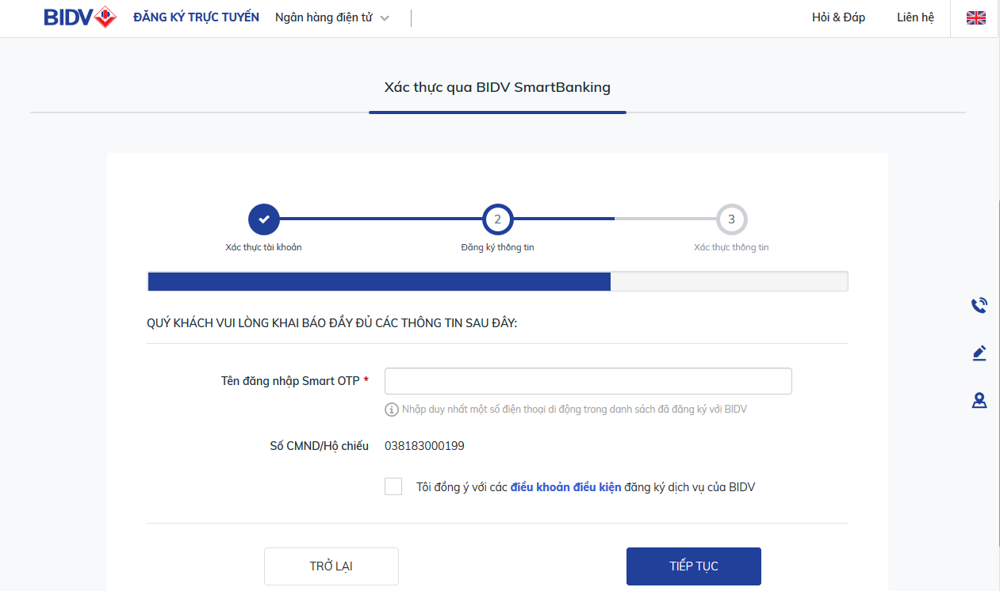 BIDV ĐĂNG KÝ TRỰC TUYẾN Ngân hàng điện tử Hỏi & Đáp Liên hệ
Xác thực qua BIDV SmartBanking
2 3
Xác thực tài khoản Đăng ký thông tin Xác thực thông tin
QUÝ KHÁCH VUI LÒNG KHAI BÁO ĐẦY ĐỦ CÁC THÔNG TIN SAU ĐÂY:
Tên đăng nhập Smart OTP *
Nhập duy nhất một số điện thoại di động trong danh sách đã đăng ký với BIDV
Số CMND/Hộ chiếu 038183000199
Tôi đồng ý với các điều khoản điều kiện đăng ký dịch vụ của BIDV
TRỞ LẠI TIẾP TỤC